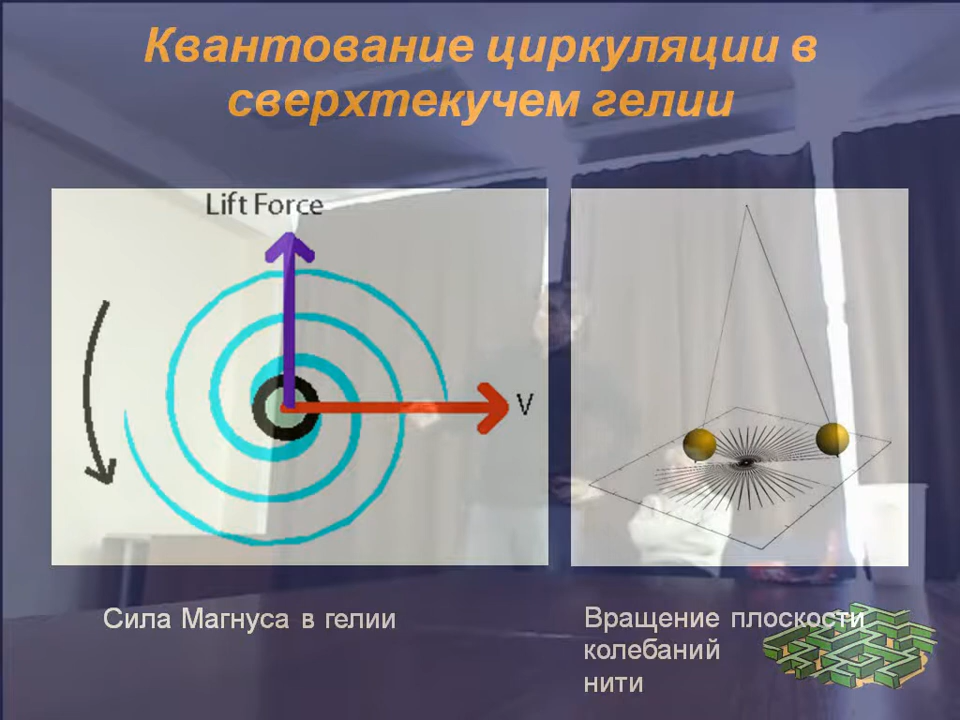 Квантование циркуляции в
сверхтекучем гелии
Lift Force
V
Сила Магнуса в гелии
Вращение плоскости
колебаний
нити